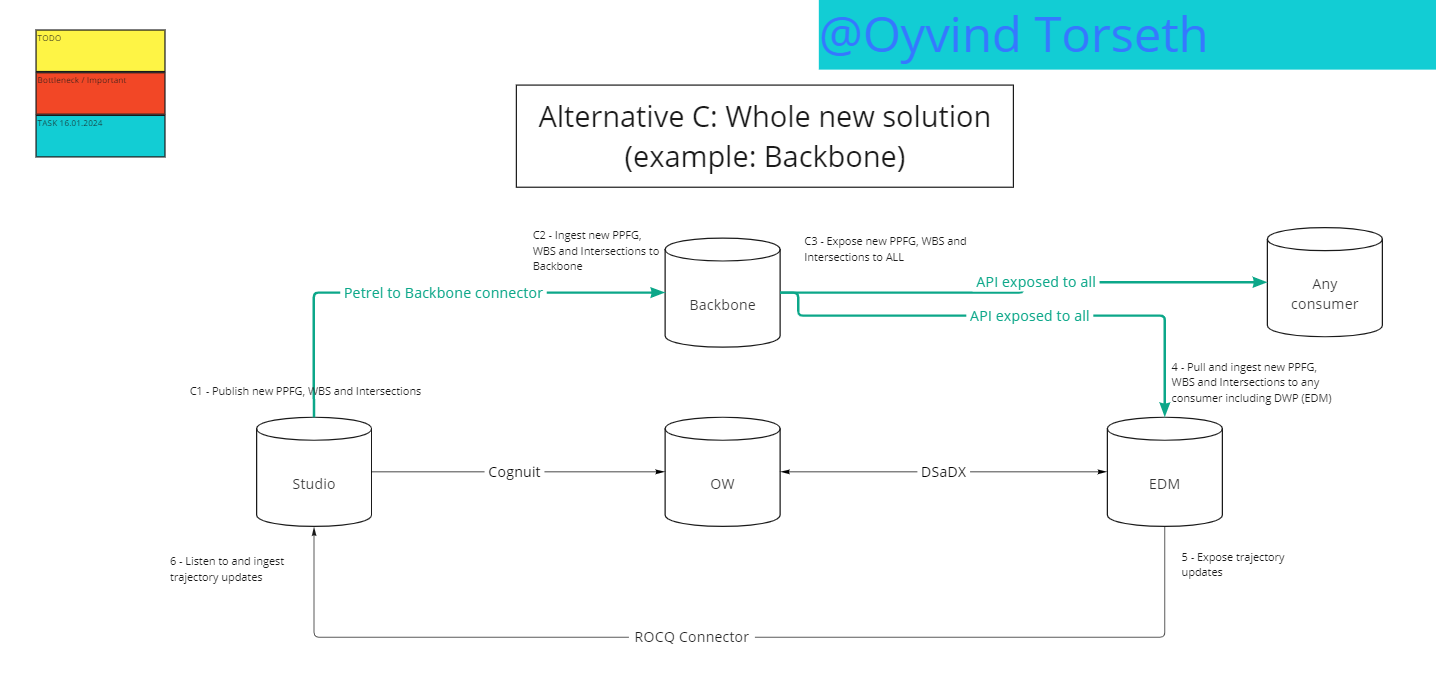 @Oyvind Torseth
TODO
Bottleneck / Important
TASK 16.01.2024
Alternative C: Whole new solution
(example: Backbone)
C2 - Ingest new PPFG,
WBS and Intersections to
Backbone
C3 - Expose new PPFG, WBS and
Intersections to ALL
Petrel to Backbone connector
Backbone
API exposed to all
API exposed to all
Any
consumer
C1 - Publish new PPFG, WBS and Intersections
4 - Pull and ingest new PPFG,
WBS and Intersections to any
consumer including DWP (EDM)
Studio
Cognuit
OW
DSaDX
EDM
6 - Listen to and ingest
trajectory updates
5 - Expose trajectory
updates
ROCQ Connector